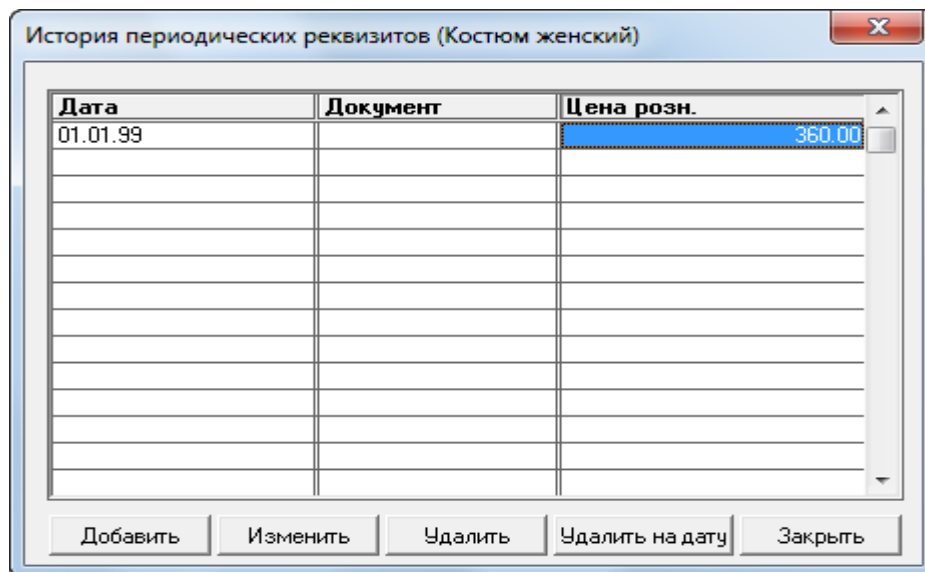 История периодических реквизитов (Костюм женский)
Дата Документ Цена розн.
01.01.99 360.00
Добавить Изменить Удалить Удалить на дату Закрыть